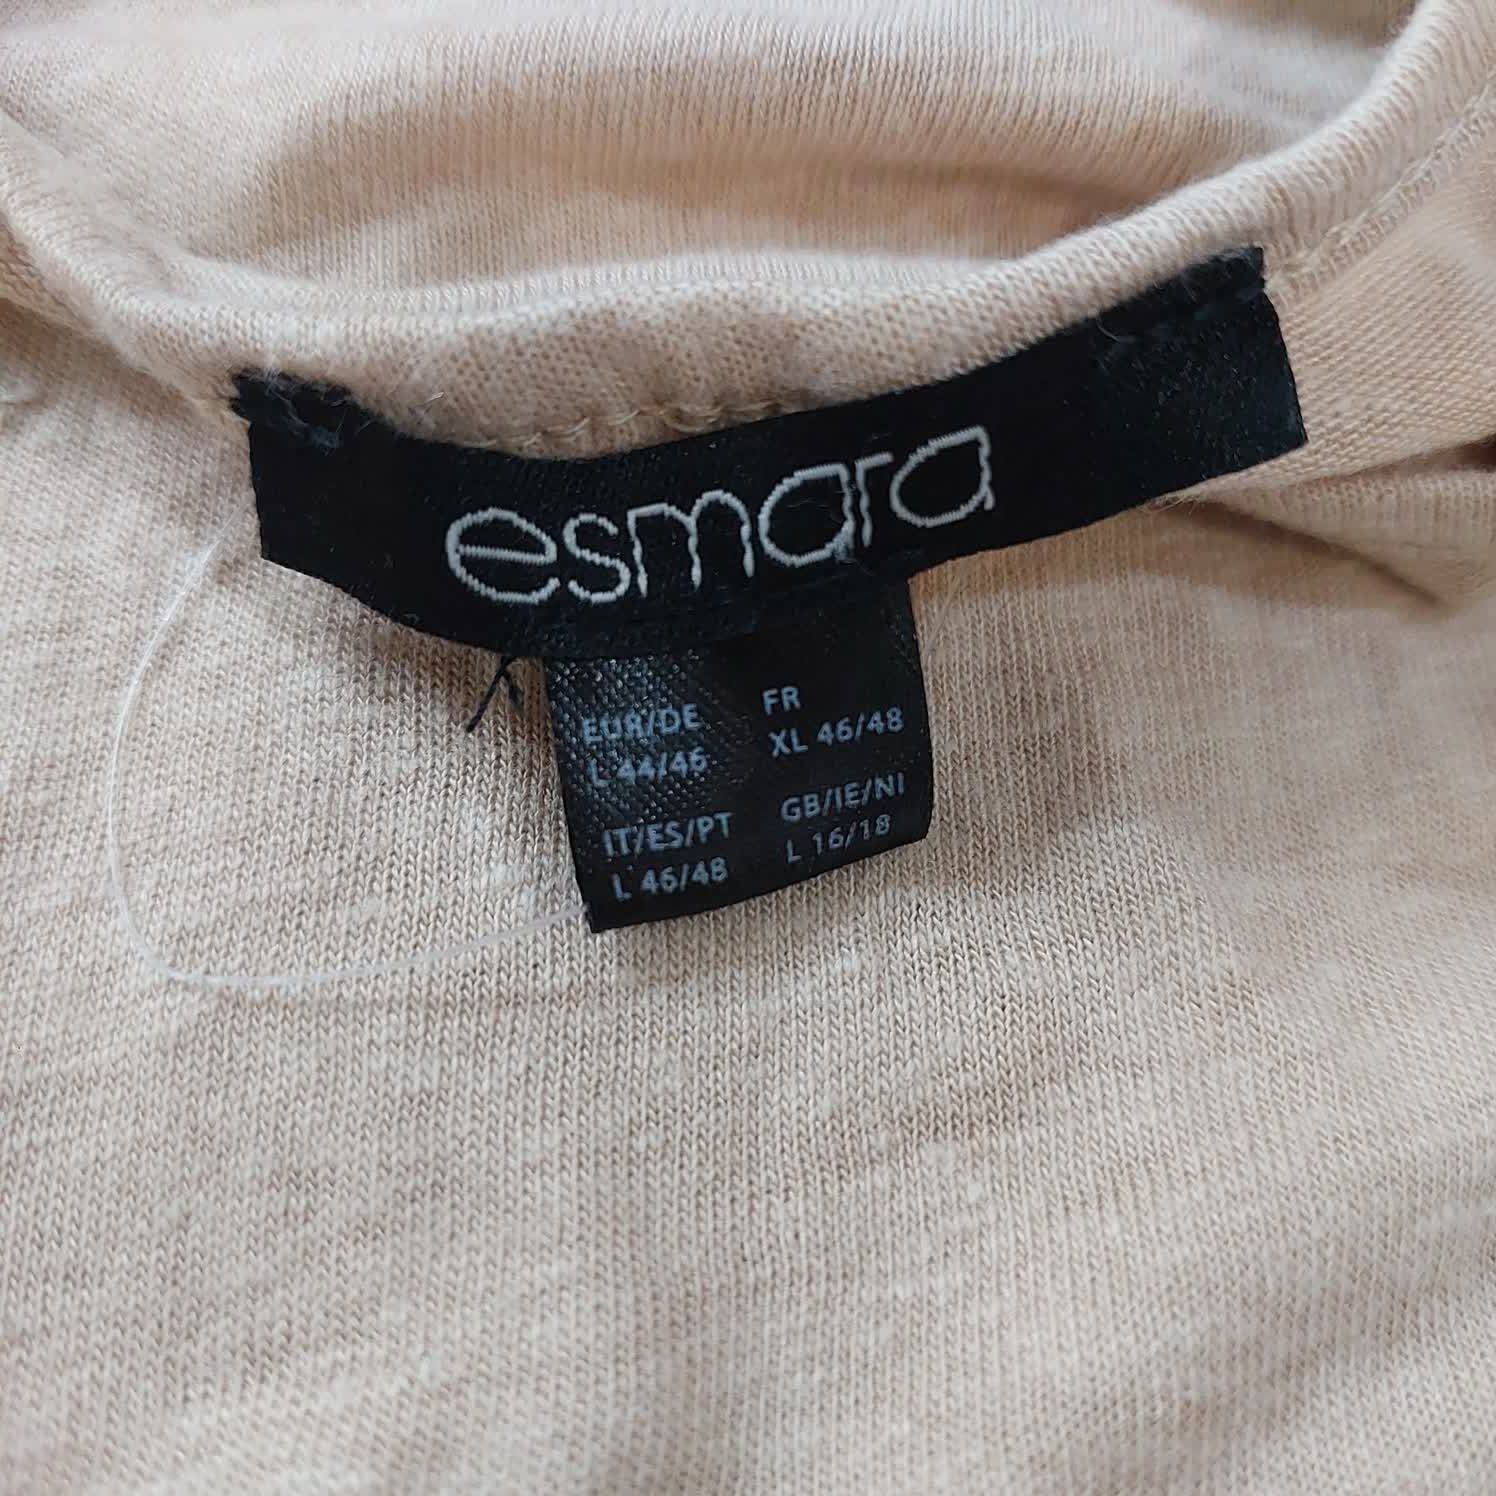 esmara
EUR/DE
L 44/46
FR
XL 46/48
IT/ES/PT
L 46/48
GB/IE/NI
L 16/18